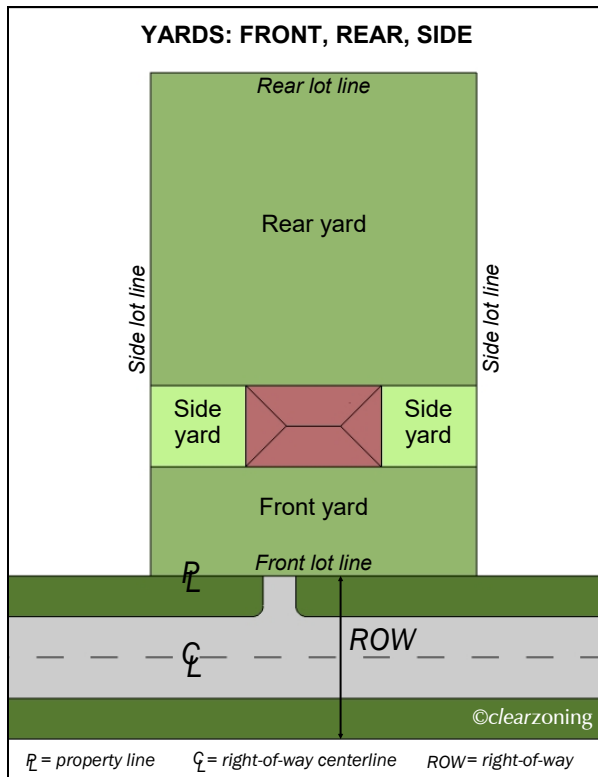 YARDS: FRONT, REAR, SIDE
Rear lot line
Rear yard
Side lot line
Side lot line
Side
yard
Side
yard
Front yard
Front lot line
PL
CL
ROW
©clearzoning
PL = property line CL = right-of-way centerline ROW = right-of-way